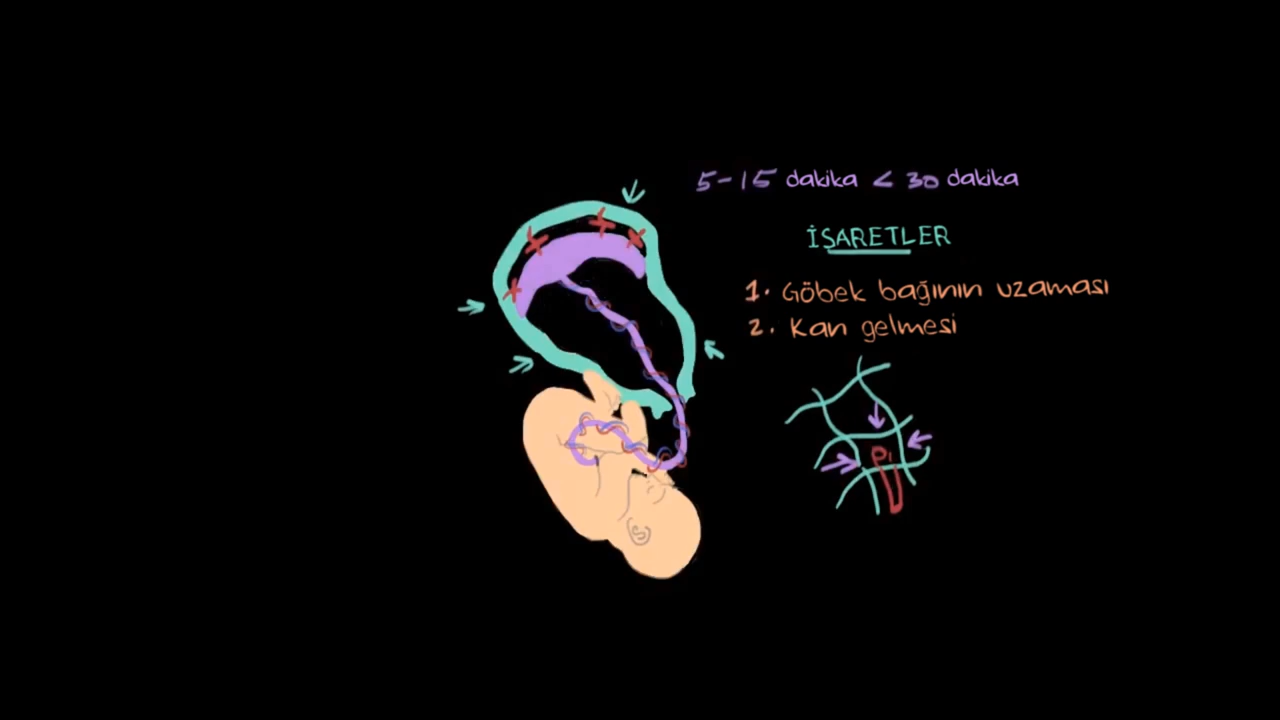 5-15 dakika < 30 dakika
İŞARETLER
1. Göbek bağının uzaması
2. Kan gelmesi